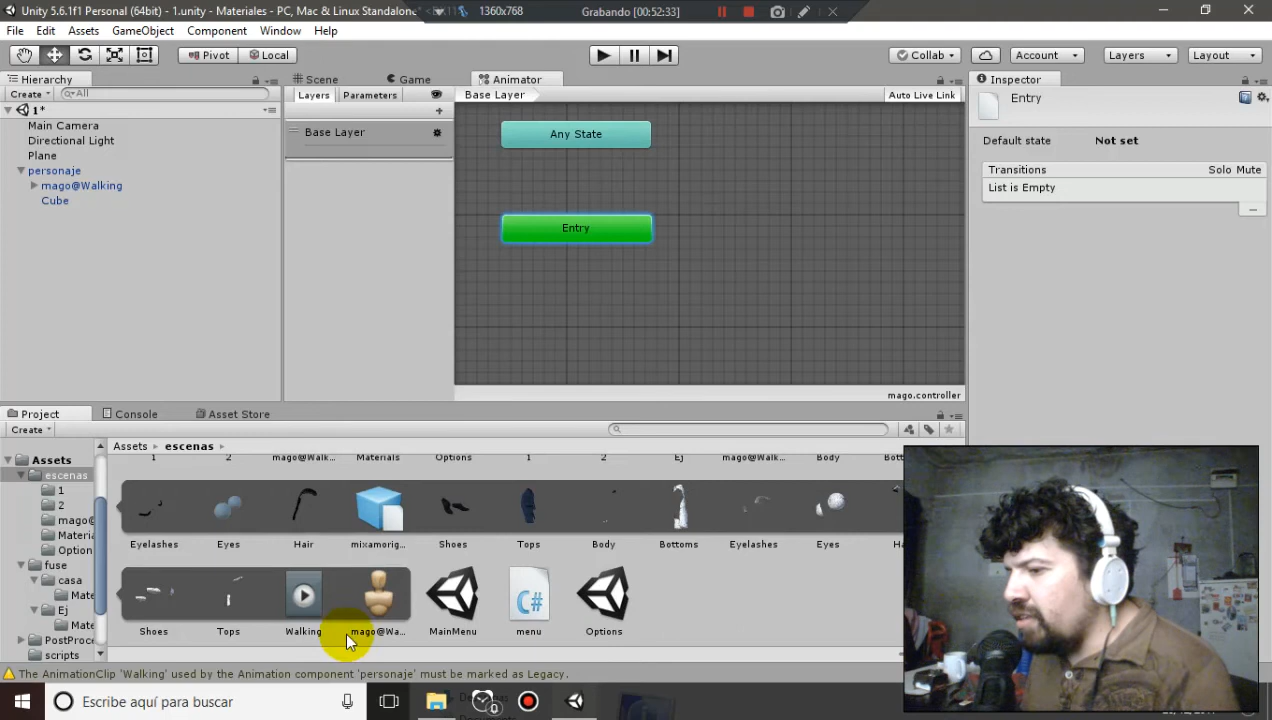 Unity 5.6.1f1 Personal (64bit) - 1.unity - Materiales - PC, Mac & Linux Standalone
1360x768
Grabando [00:52:33]
File Edit Assets GameObject Component Window Help
Pivot Local
Collab Account Layers Layout
Hierarchy
Create All
1*
Main Camera
Directional Light
Plane
personaje
mago@Walking
Cube
Scene Game Animator
Layers Parameters
Base Layer
Auto Live Link
Base Layer
Any State
Entry
mago.controller
Inspector
Entry
Default state Not set
Transitions Solo Mute
List is Empty
Project Console Asset Store
Create
Assets
escenas
1
2
mago@
Materia
Option
fuse
casa
Mate
Ej
Mate
PostProce
scripts
Assets escenas
1 2 mago@Walk... Materials Options 1 2 Ej mago@Walk... Body
Eyelashes Eyes Hair mixamorig... Shoes Tops Body Bottoms Eyelashes Eyes
Shoes Tops Walking mago@Wa... MainMenu menu Options
C#
The AnimationClip 'Walking' used by the Animation component 'personaje' must be marked as Legacy.
Escribe aquí para buscar